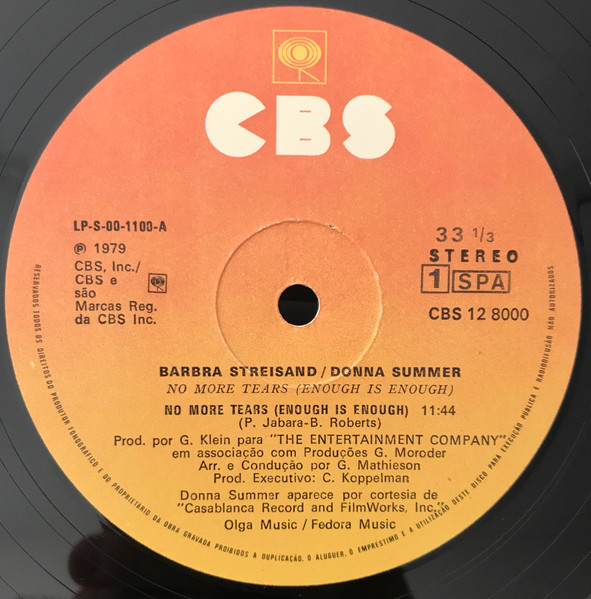 CBS
LP-S-00-1100-A
℗ 1979
CBS, Inc./
CBS e
são
Marcas Reg.
da CBS Inc.
33 1/3
STEREO
1 SPA
CBS 12 8000
BARBRA STREISAND / DONNA SUMMER
NO MORE TEARS (ENOUGH IS ENOUGH)
NO MORE TEARS (ENOUGH IS ENOUGH) 11:44
(P. Jabara-B. Roberts)
Prod. por G. Klein para "THE ENTERTAINMENT COMPANY"
em associação com Produções G. Moroder
Arr. e Condução por G. Mathieson
Prod. Executivo: C. Koppelman
Donna Summer aparece por cortesia de
"Casablanca Record and FilmWorks, Inc."
Olga Music / Fedora Music
RESERVADOS TODOS OS DIREITOS DO PRODUTOR FONOGRÁFICO E DO PROPRIETÁRIO DA OBRA GRAVADA PROIBIDOS A DUPLICAÇÃO, O ALUGUER, O EMPRÉSTIMO E A UTILIZAÇÃO DESTE DISCO PARA EXECUÇÃO PÚBLICA E RADIODIFUSÃO NÃO AUTORIZADOS